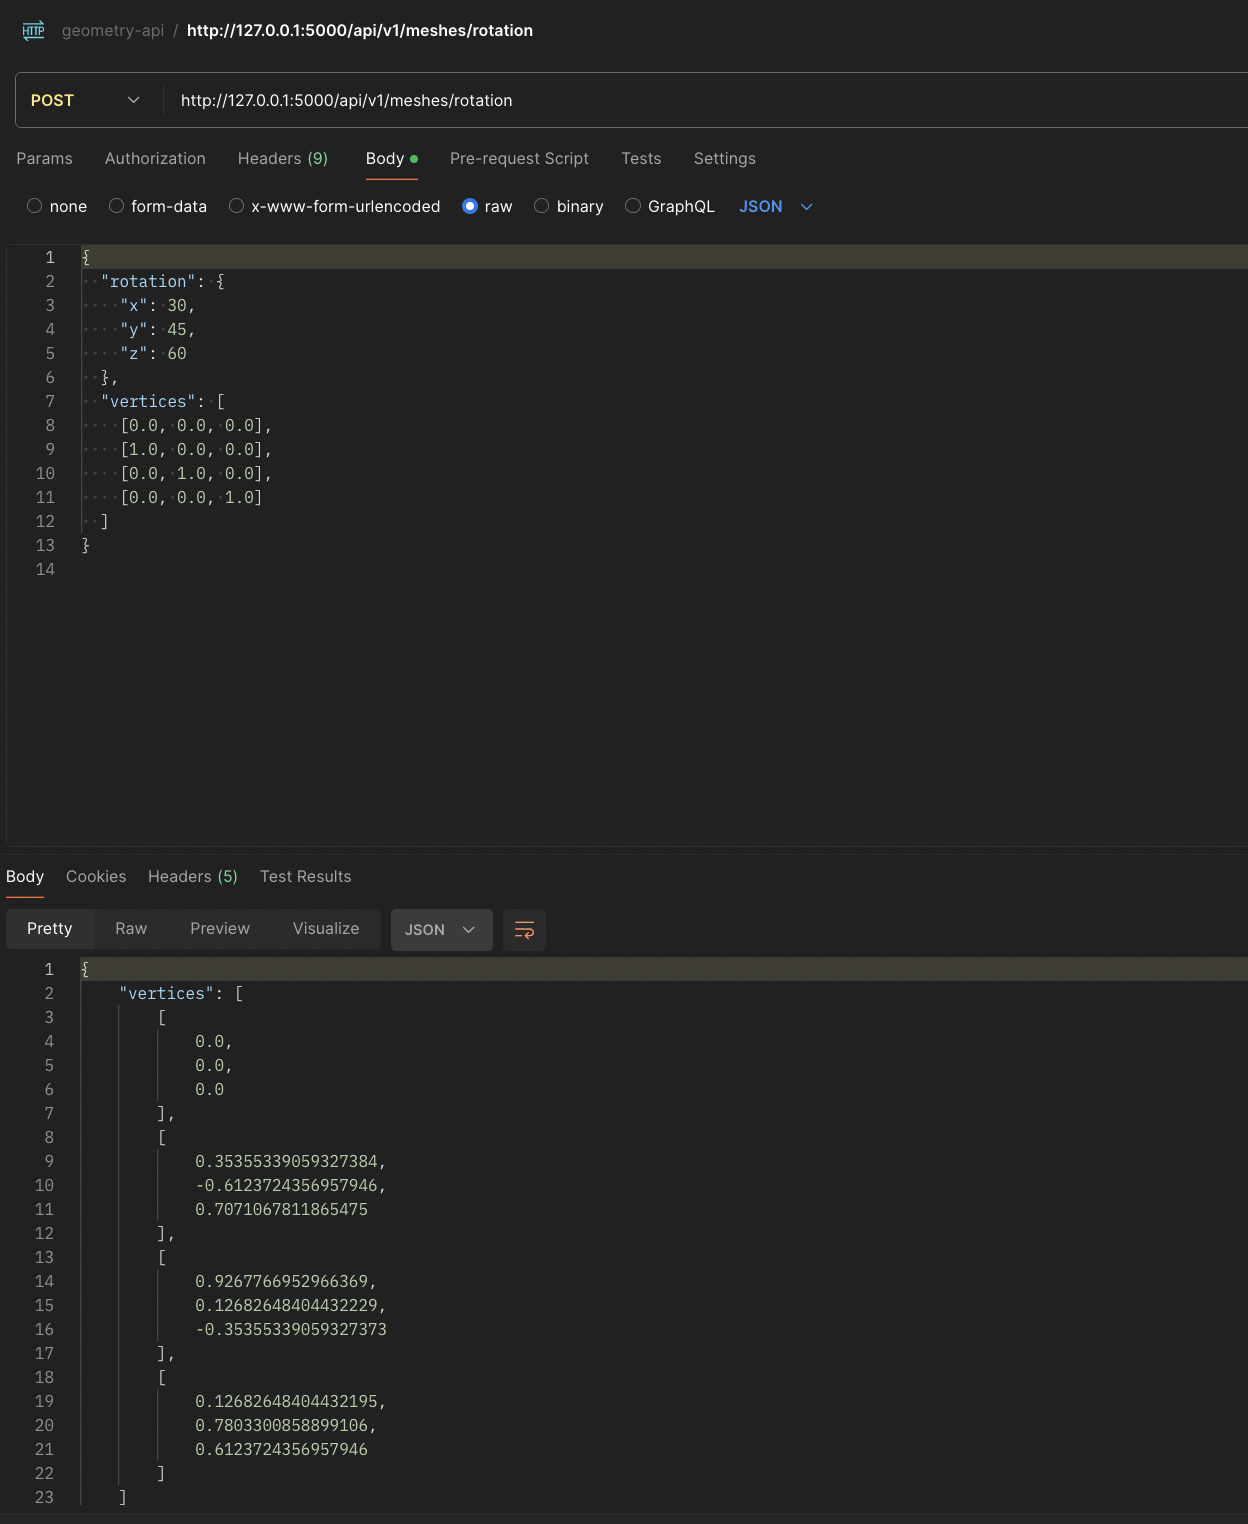 HTTP geometry-api / http://127.0.0.1:5000/api/v1/meshes/rotation
POST http://127.0.0.1:5000/api/v1/meshes/rotation
Params Authorization Headers (9) Body Pre-request Script Tests Settings
none form-data x-www-form-urlencoded raw binary GraphQL JSON
1 {
2 "rotation": {
3 "x": 30,
4 "y": 45,
5 "z": 60
6 },
7 "vertices": [
8 [0.0, 0.0, 0.0],
9 [1.0, 0.0, 0.0],
10 [0.0, 1.0, 0.0],
11 [0.0, 0.0, 1.0]
12 ]
13 }
14
Body Cookies Headers (5) Test Results
Pretty Raw Preview Visualize JSON
1 {
2 "vertices": [
3 [
4 0.0,
5 0.0,
6 0.0
7 ],
8 [
9 0.35355339059327384,
10 -0.6123724356957946,
11 0.7071067811865475
12 ],
13 [
14 0.9267766952966369,
15 0.12682648404432229,
16 -0.35355339059327373
17 ],
18 [
19 0.12682648404432195,
20 0.7803300858899106,
21 0.6123724356957946
22 ]
23 ]